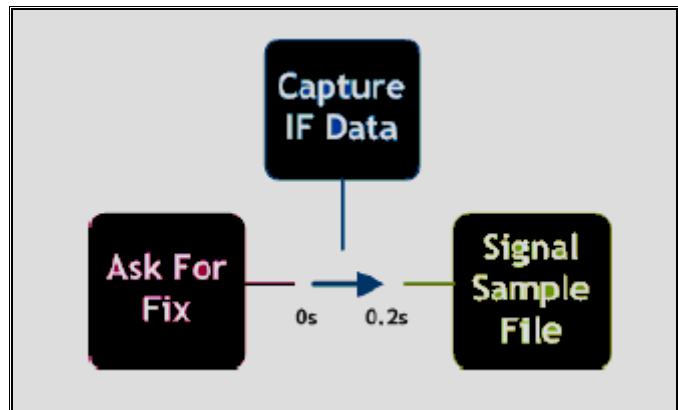 Capture
IF Data
Ask For
Fix
0s
0.2s
Signal
Sample
File